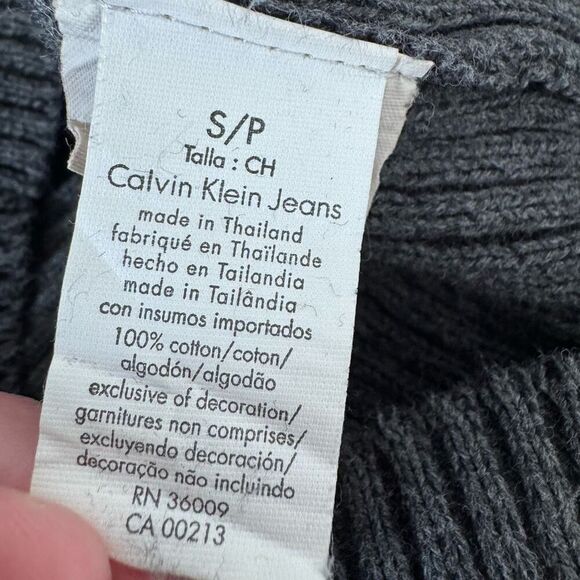 S/P
Talla : CH
Calvin Klein Jeans
made in Thailand
fabriqué en Thaïlande
hecho en Tailandia
made in Tailândia
con insumos importados
100% cotton/coton/
algodón/algodão
exclusive of decoration/
garnitures non comprises/
excluyendo decoración/
decoração não incluindo
RN 36009
CA 00213